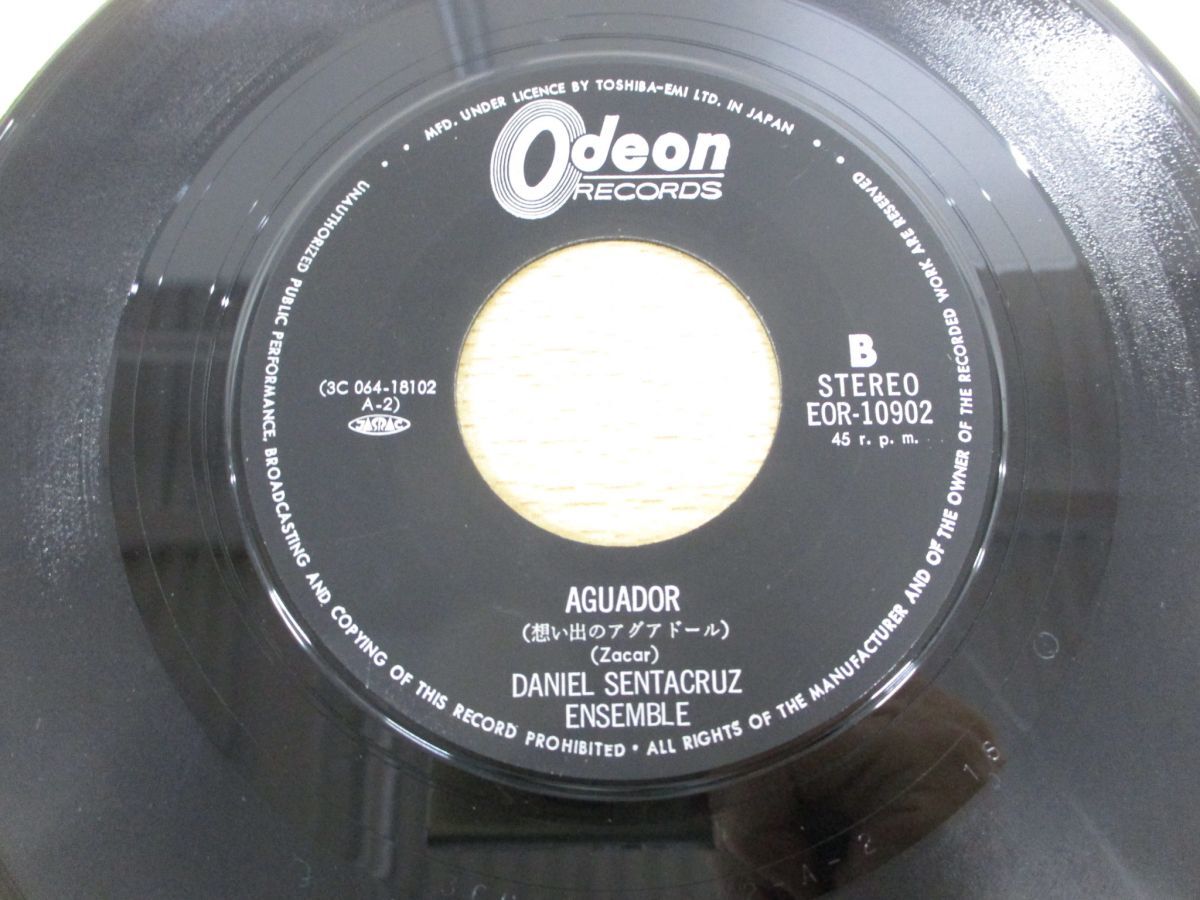 MFD. UNDER LICENCE BY TOSHIBA-EMI LTD. IN JAPAN
Odeon
RECORDS
(3C 064-18102
A-2)
JASRAC
B
STEREO
EOR-10902
45 r. p. m.
AGUADOR
(想い出のアグアドール)
(Zacar)
DANIEL SENTACRUZ
ENSEMBLE
UNAUTHORIZED PUBLIC PERFORMANCE, BROADCASTING AND COPYING OF THIS RECORD PROHIBITED • ALL RIGHTS OF THE MANUFACTURER AND OF THE OWNER OF THE RECORDED WORK ARE RESERVED